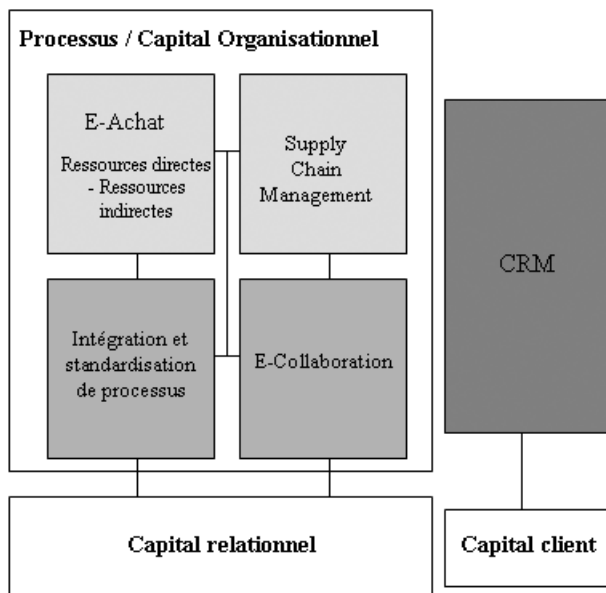 Processus / Capital Organisationnel
E-Achat
Ressources directes
- Ressources
indirectes
Supply
Chain
Management
CRM
Intégration et
standardisation
de processus
E-Collaboration
Capital relationnel
Capital client